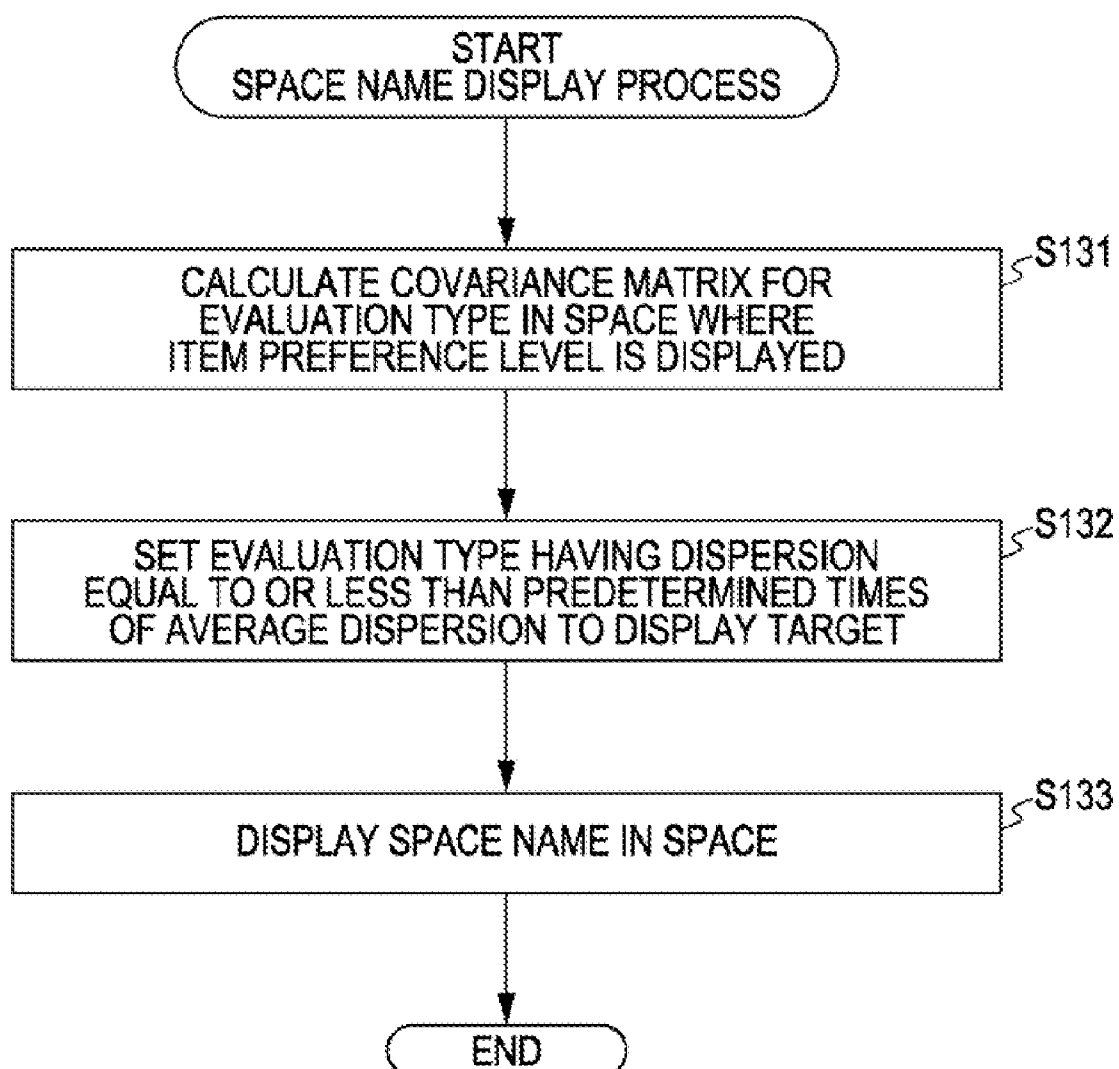 START
SPACE NAME DISPLAY PROCESS
S131
CALCULATE COVARIANCE MATRIX FOR
EVALUATION TYPE IN SPACE WHERE
ITEM PREFERENCE LEVEL IS DISPLAYED
S132
SET EVALUATION TYPE HAVING DISPERSION
EQUAL TO OR LESS THAN PREDETERMINED TIMES
OF AVERAGE DISPERSION TO DISPLAY TARGET
S133
DISPLAY SPACE NAME IN SPACE
END